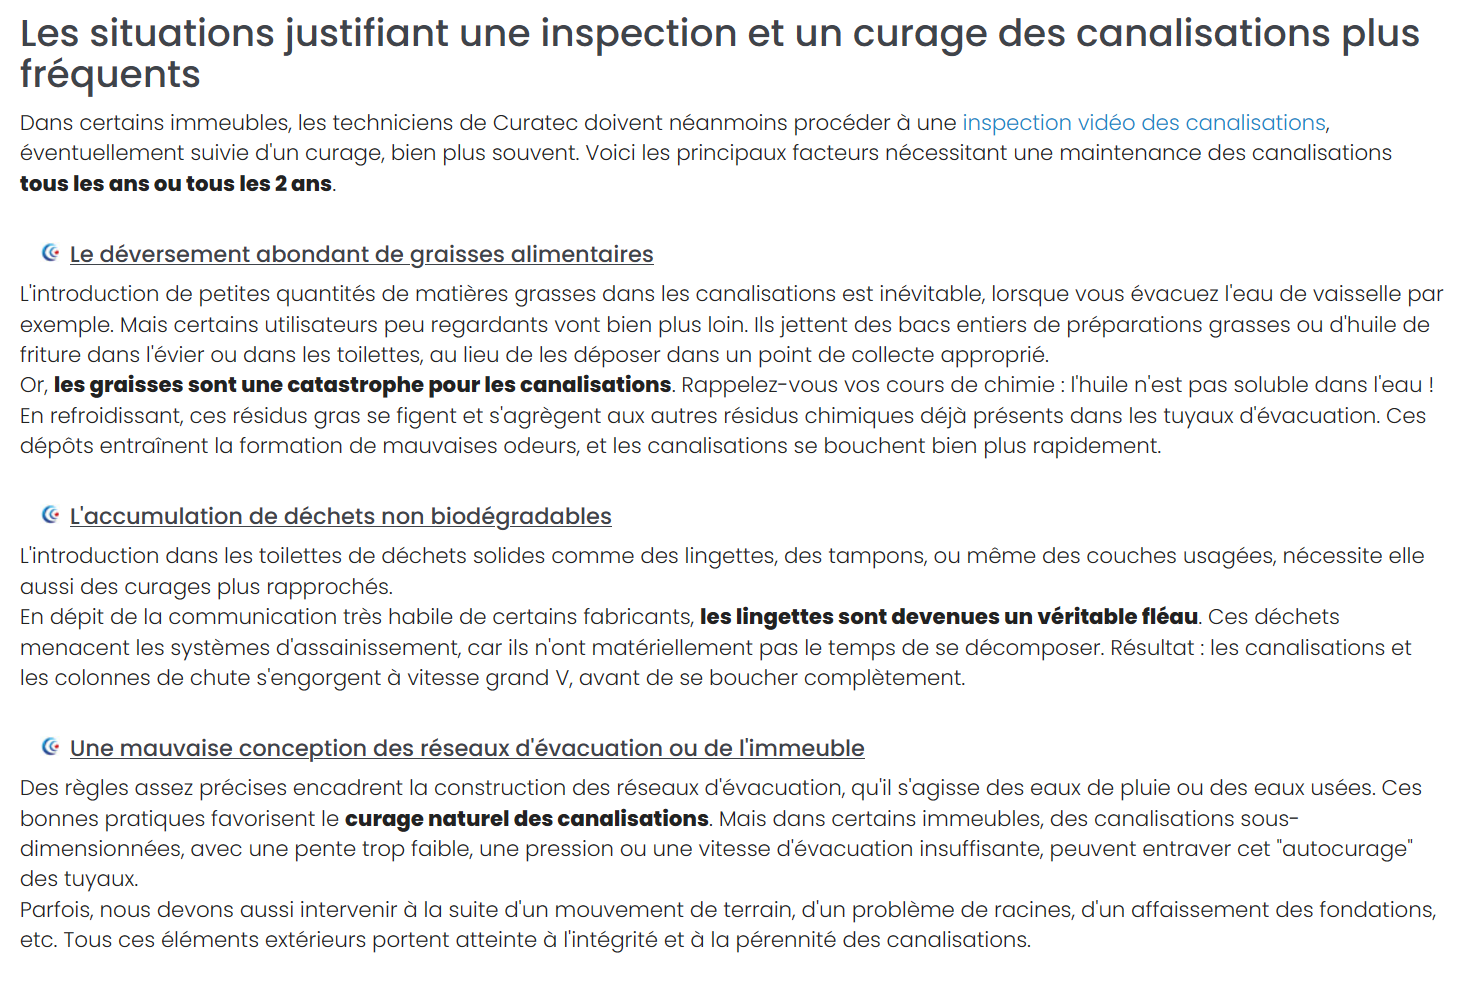 Les situations justifiant une inspection et un curage des canalisations plus
fréquents
Dans certains immeubles, les techniciens de Curatec doivent néanmoins procéder à une inspection vidéo des canalisations,
éventuellement suivie d'un curage, bien plus souvent. Voici les principaux facteurs nécessitant une maintenance des canalisations
tous les ans ou tous les 2 ans.
Le déversement abondant de graisses alimentaires
L'introduction de petites quantités de matières grasses dans les canalisations est inévitable, lorsque vous évacuez l'eau de vaisselle par
exemple. Mais certains utilisateurs peu regardants vont bien plus loin. Ils jettent des bacs entiers de préparations grasses ou d'huile de
friture dans l'évier ou dans les toilettes, au lieu de les déposer dans un point de collecte approprié.
Or, les graisses sont une catastrophe pour les canalisations. Rappelez-vous vos cours de chimie : l'huile n'est pas soluble dans l'eau !
En refroidissant, ces résidus gras se figent et s'agrègent aux autres résidus chimiques déjà présents dans les tuyaux d'évacuation. Ces
dépôts entraînent la formation de mauvaises odeurs, et les canalisations se bouchent bien plus rapidement.
L'accumulation de déchets non biodégradables
L'introduction dans les toilettes de déchets solides comme des lingettes, des tampons, ou même des couches usagées, nécessite elle
aussi des curages plus rapprochés.
En dépit de la communication très habile de certains fabricants, les lingettes sont devenues un véritable fléau. Ces déchets
menacent les systèmes d'assainissement, car ils n'ont matériellement pas le temps de se décomposer. Résultat : les canalisations et
les colonnes de chute s'engorgent à vitesse grand V, avant de se boucher complètement.
Une mauvaise conception des réseaux d'évacuation ou de l'immeuble
Des règles assez précises encadrent la construction des réseaux d'évacuation, qu'il s'agisse des eaux de pluie ou des eaux usées. Ces
bonnes pratiques favorisent le curage naturel des canalisations. Mais dans certains immeubles, des canalisations sous-
dimensionnées, avec une pente trop faible, une pression ou une vitesse d'évacuation insuffisante, peuvent entraver cet "autocurage"
des tuyaux.
Parfois, nous devons aussi intervenir à la suite d'un mouvement de terrain, d'un problème de racines, d'un affaissement des fondations,
etc. Tous ces éléments extérieurs portent atteinte à l'intégrité et à la pérennité des canalisations.